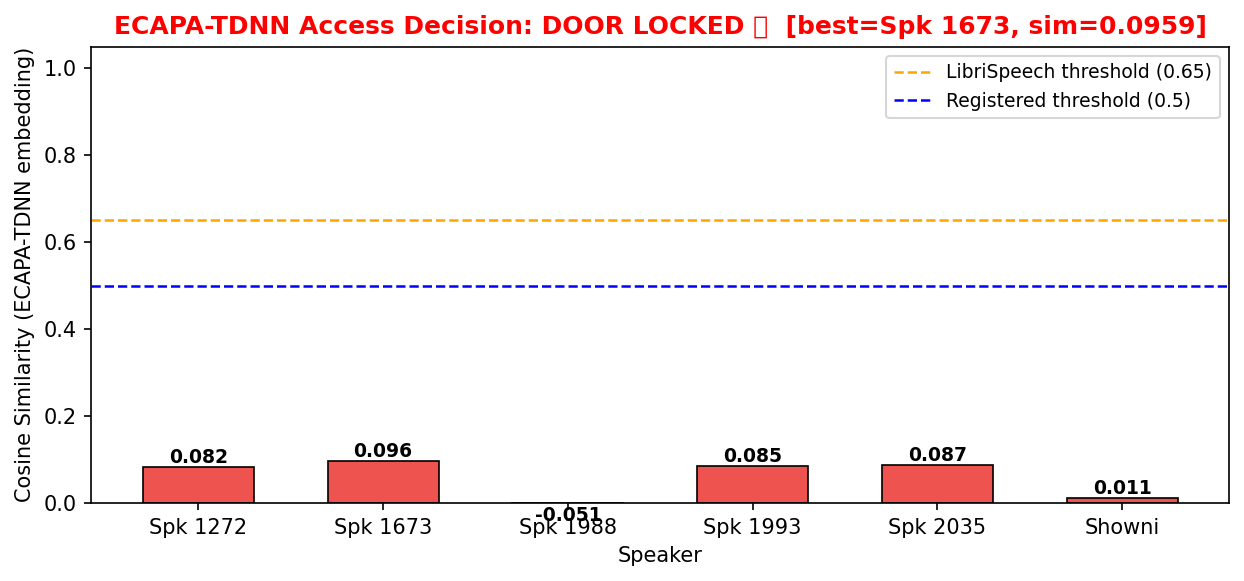 ECAPA-TDNN Access Decision: DOOR LOCKED [best=Spk 1673, sim=0.0959]
LibriSpeech threshold (0.65)
Registered threshold (0.5)
Cosine Similarity (ECAPA-TDNN embedding)
1.0
0.8
0.6
0.4
0.2
0.0
0.082
0.096
-0.051
0.085
0.087
0.011
Spk 1272
Spk 1673
Spk 1988
Spk 1993
Spk 2035
Showni
Speaker